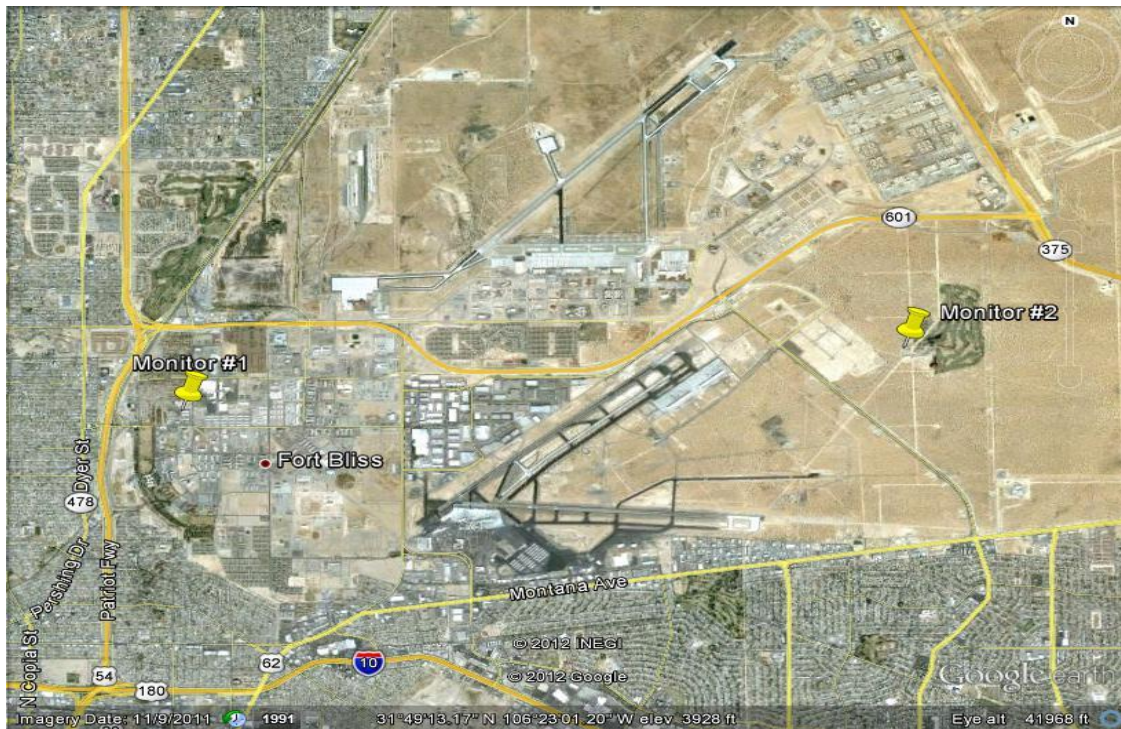 N
601
375
Monitor #2
Monitor #1
Fort Bliss
Dyer St
478
Pershing Dr
Patriot Fwy
Montana Ave
N Copia St
© 2012 INEGI
62
10
54
© 2012 Google
180
Google earth
Imagery Date: 11/9/2011 1991 31°49'13.17" N 106°23'01.20" W elev 3928 ft Eye alt 41968 ft